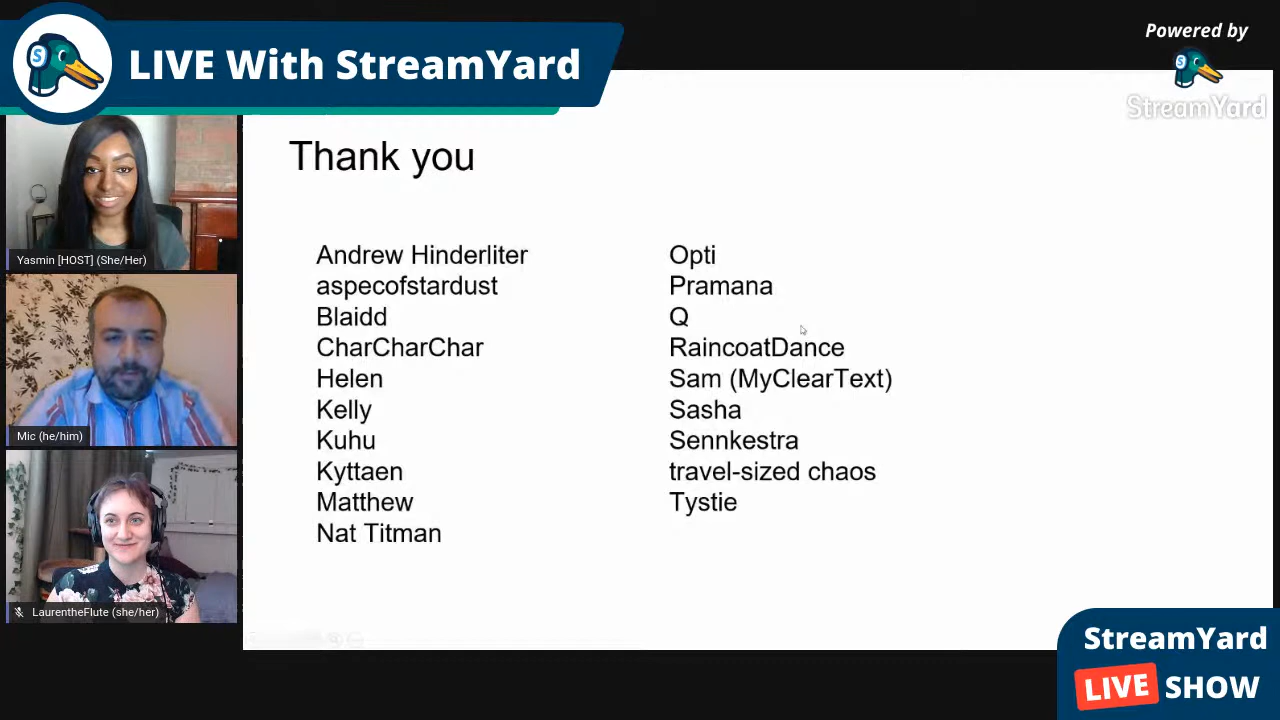 LIVE With StreamYard
Powered by
StreamYard
Thank you
Andrew Hinderliter
aspecofstardust
Blaidd
CharCharChar
Helen
Kelly
Kuhu
Kyttaen
Matthew
Nat Titman
Opti
Pramana
Q
RaincoatDance
Sam (MyClearText)
Sasha
Sennkestra
travel-sized chaos
Tystie
Yasmin [HOST] (She/Her)
Mic (he/him)
LaurentheFlute (she/her)
StreamYard
LIVE SHOW